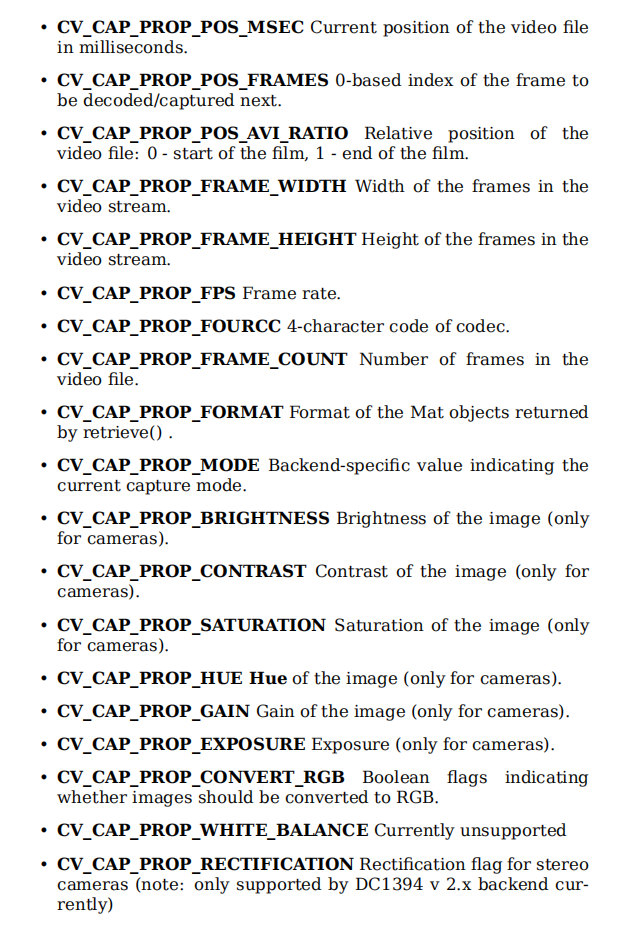 • CV_CAP_PROP_POS_MSEC Current position of the video file
in milliseconds.
• CV_CAP_PROP_POS_FRAMES 0-based index of the frame to
be decoded/captured next.
• CV_CAP_PROP_POS_AVI_RATIO Relative position of the
video file: 0 - start of the film, 1 - end of the film.
• CV_CAP_PROP_FRAME_WIDTH Width of the frames in the
video stream.
• CV_CAP_PROP_FRAME_HEIGHT Height of the frames in the
video stream.
• CV_CAP_PROP_FPS Frame rate.
• CV_CAP_PROP_FOURCC 4-character code of codec.
• CV_CAP_PROP_FRAME_COUNT Number of frames in the
video file.
• CV_CAP_PROP_FORMAT Format of the Mat objects returned
by retrieve() .
• CV_CAP_PROP_MODE Backend-specific value indicating the
current capture mode.
• CV_CAP_PROP_BRIGHTNESS Brightness of the image (only
for cameras).
• CV_CAP_PROP_CONTRAST Contrast of the image (only for
cameras).
• CV_CAP_PROP_SATURATION Saturation of the image (only
for cameras).
• CV_CAP_PROP_HUE Hue of the image (only for cameras).
• CV_CAP_PROP_GAIN Gain of the image (only for cameras).
• CV_CAP_PROP_EXPOSURE Exposure (only for cameras).
• CV_CAP_PROP_CONVERT_RGB Boolean flags indicating
whether images should be converted to RGB.
• CV_CAP_PROP_WHITE_BALANCE Currently unsupported
• CV_CAP_PROP_RECTIFICATION Rectification flag for stereo
cameras (note: only supported by DC1394 v 2.x backend cur-
rently)